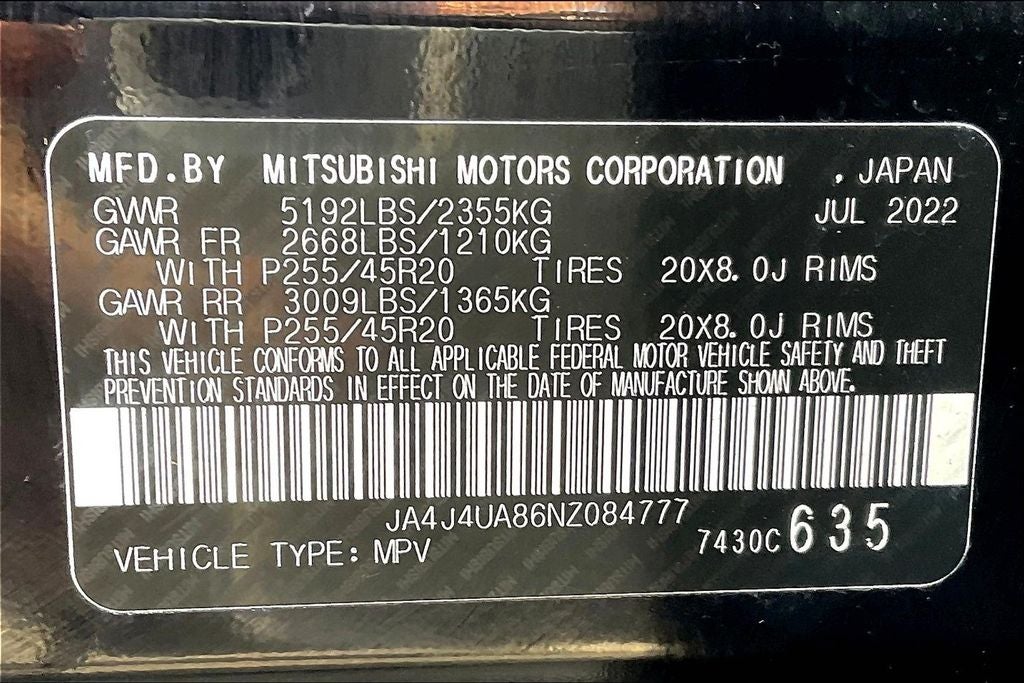 MFD.BY MITSUBISHI MOTORS CORPORATION , JAPAN
GVWR 5192LBS/2355KG JUL 2022
GAWR FR 2668LBS/1210KG
WITH P255/45R20 TIRES 20X8.0J RIMS
GAWR RR 3009LBS/1365KG
WITH P255/45R20 TIRES 20X8.0J RIMS
THIS VEHICLE CONFORMS TO ALL APPLICABLE FEDERAL MOTOR VEHICLE SAFETY AND THEFT
PREVENTION STANDARDS IN EFFECT ON THE DATE OF MANUFACTURE SHOWN ABOVE.
JA4J4UA86NZ084777
VEHICLE TYPE: MPV 7430C 635